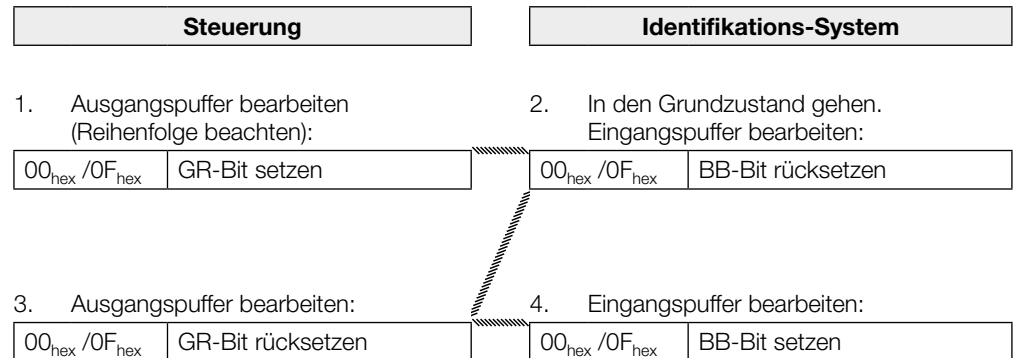 Steuerung
Identifikations-System
1. Ausgangspuffer bearbeiten
(Reihenfolge beachten):
00hex /0Fhex GR-Bit setzen
2. In den Grundzustand gehen.
Eingangspuffer bearbeiten:
00hex /0Fhex BB-Bit rücksetzen
3. Ausgangspuffer bearbeiten:
00hex /0Fhex GR-Bit rücksetzen
4. Eingangspuffer bearbeiten:
00hex /0Fhex BB-Bit setzen